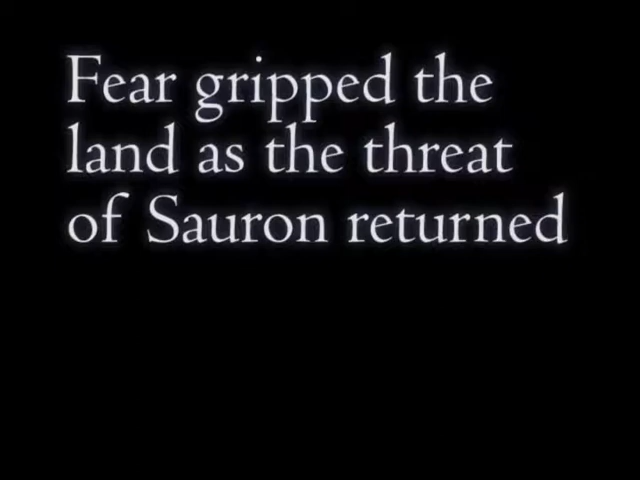 Fear gripped the
land as the threat
of Sauron returned